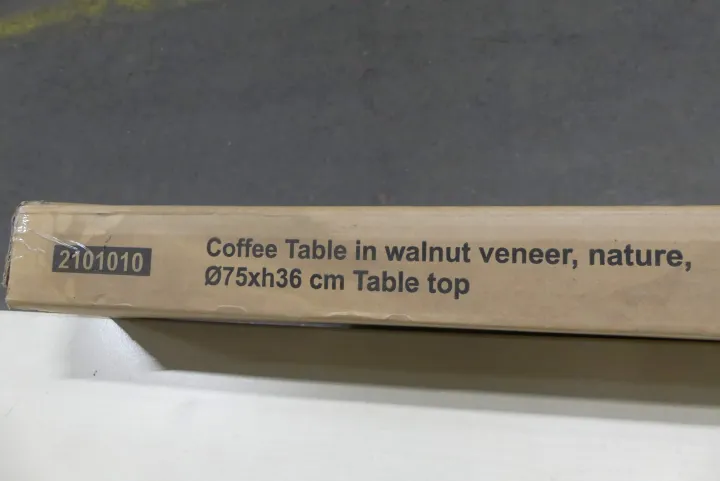 2101010
Coffee Table in walnut veneer, nature,
Ø75xh36 cm Table top